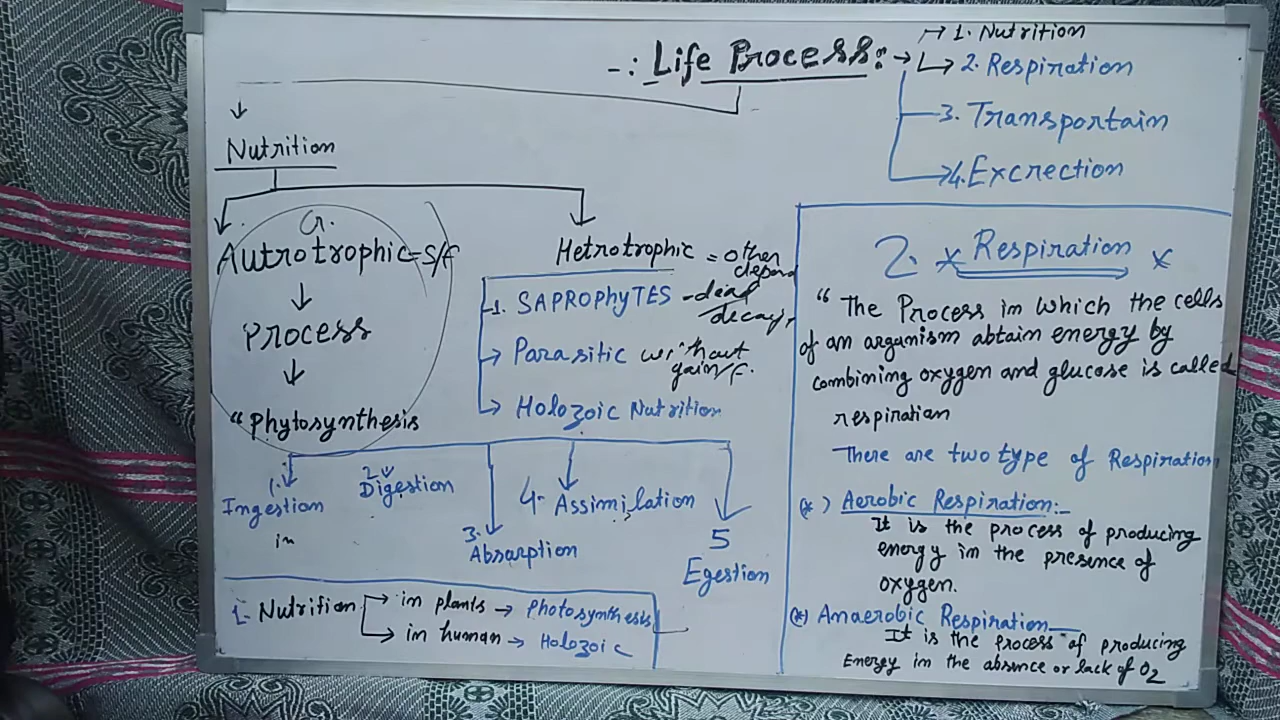 -: Life Process:- → 1. Nutrition
2. Respiration
3. Transportain
4. Excrection
Nutrition
G.
Autrotrophic = S/F
Process
"Phytosynthesis
Hetrotrophic = other
depend
1. SAPROPhyTES - dead
decay,
Parasitic without
gain/f.
Holozoic Nutrition
1. Ingestion
in
2. Digestion
3. Absarption
4. Assimilation
5 Egestion
1. Nutrition → in plants → Photosynthesis
→ in human → Holozoic
2. * Respiration *
"The Process in which the cells
of an arganism abtain energy by
combining oxygen and glucose is called
respiration
There are two type of Respiration
(*) Aerobic Respiration:-
It is the process of producing
energy in the presence of
oxygen.
(*) Anaerobic Respiration
It is the process of producing
Energy in the absence or lack of O2